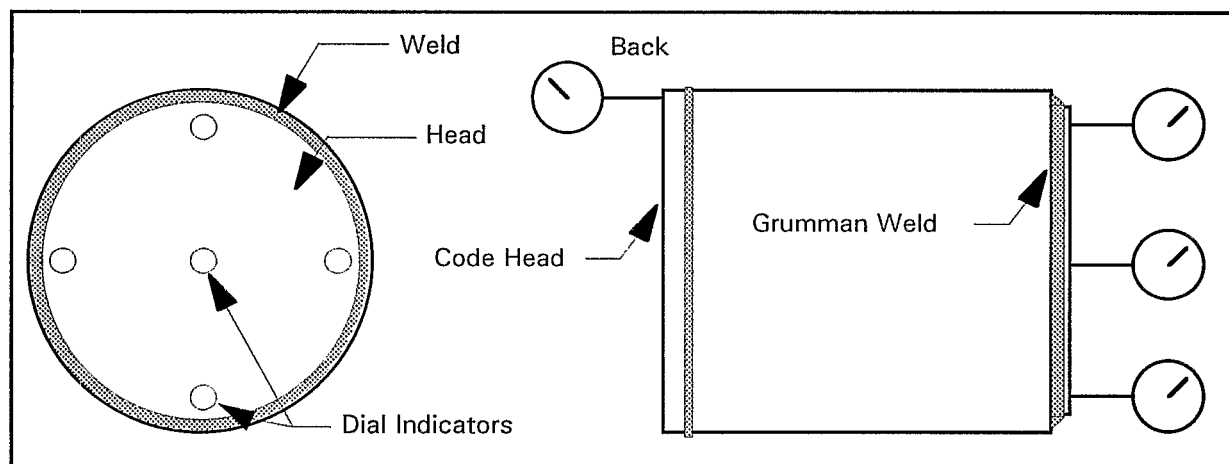 Weld
Back
Head
Grumman Weld
Code Head
Dial Indicators